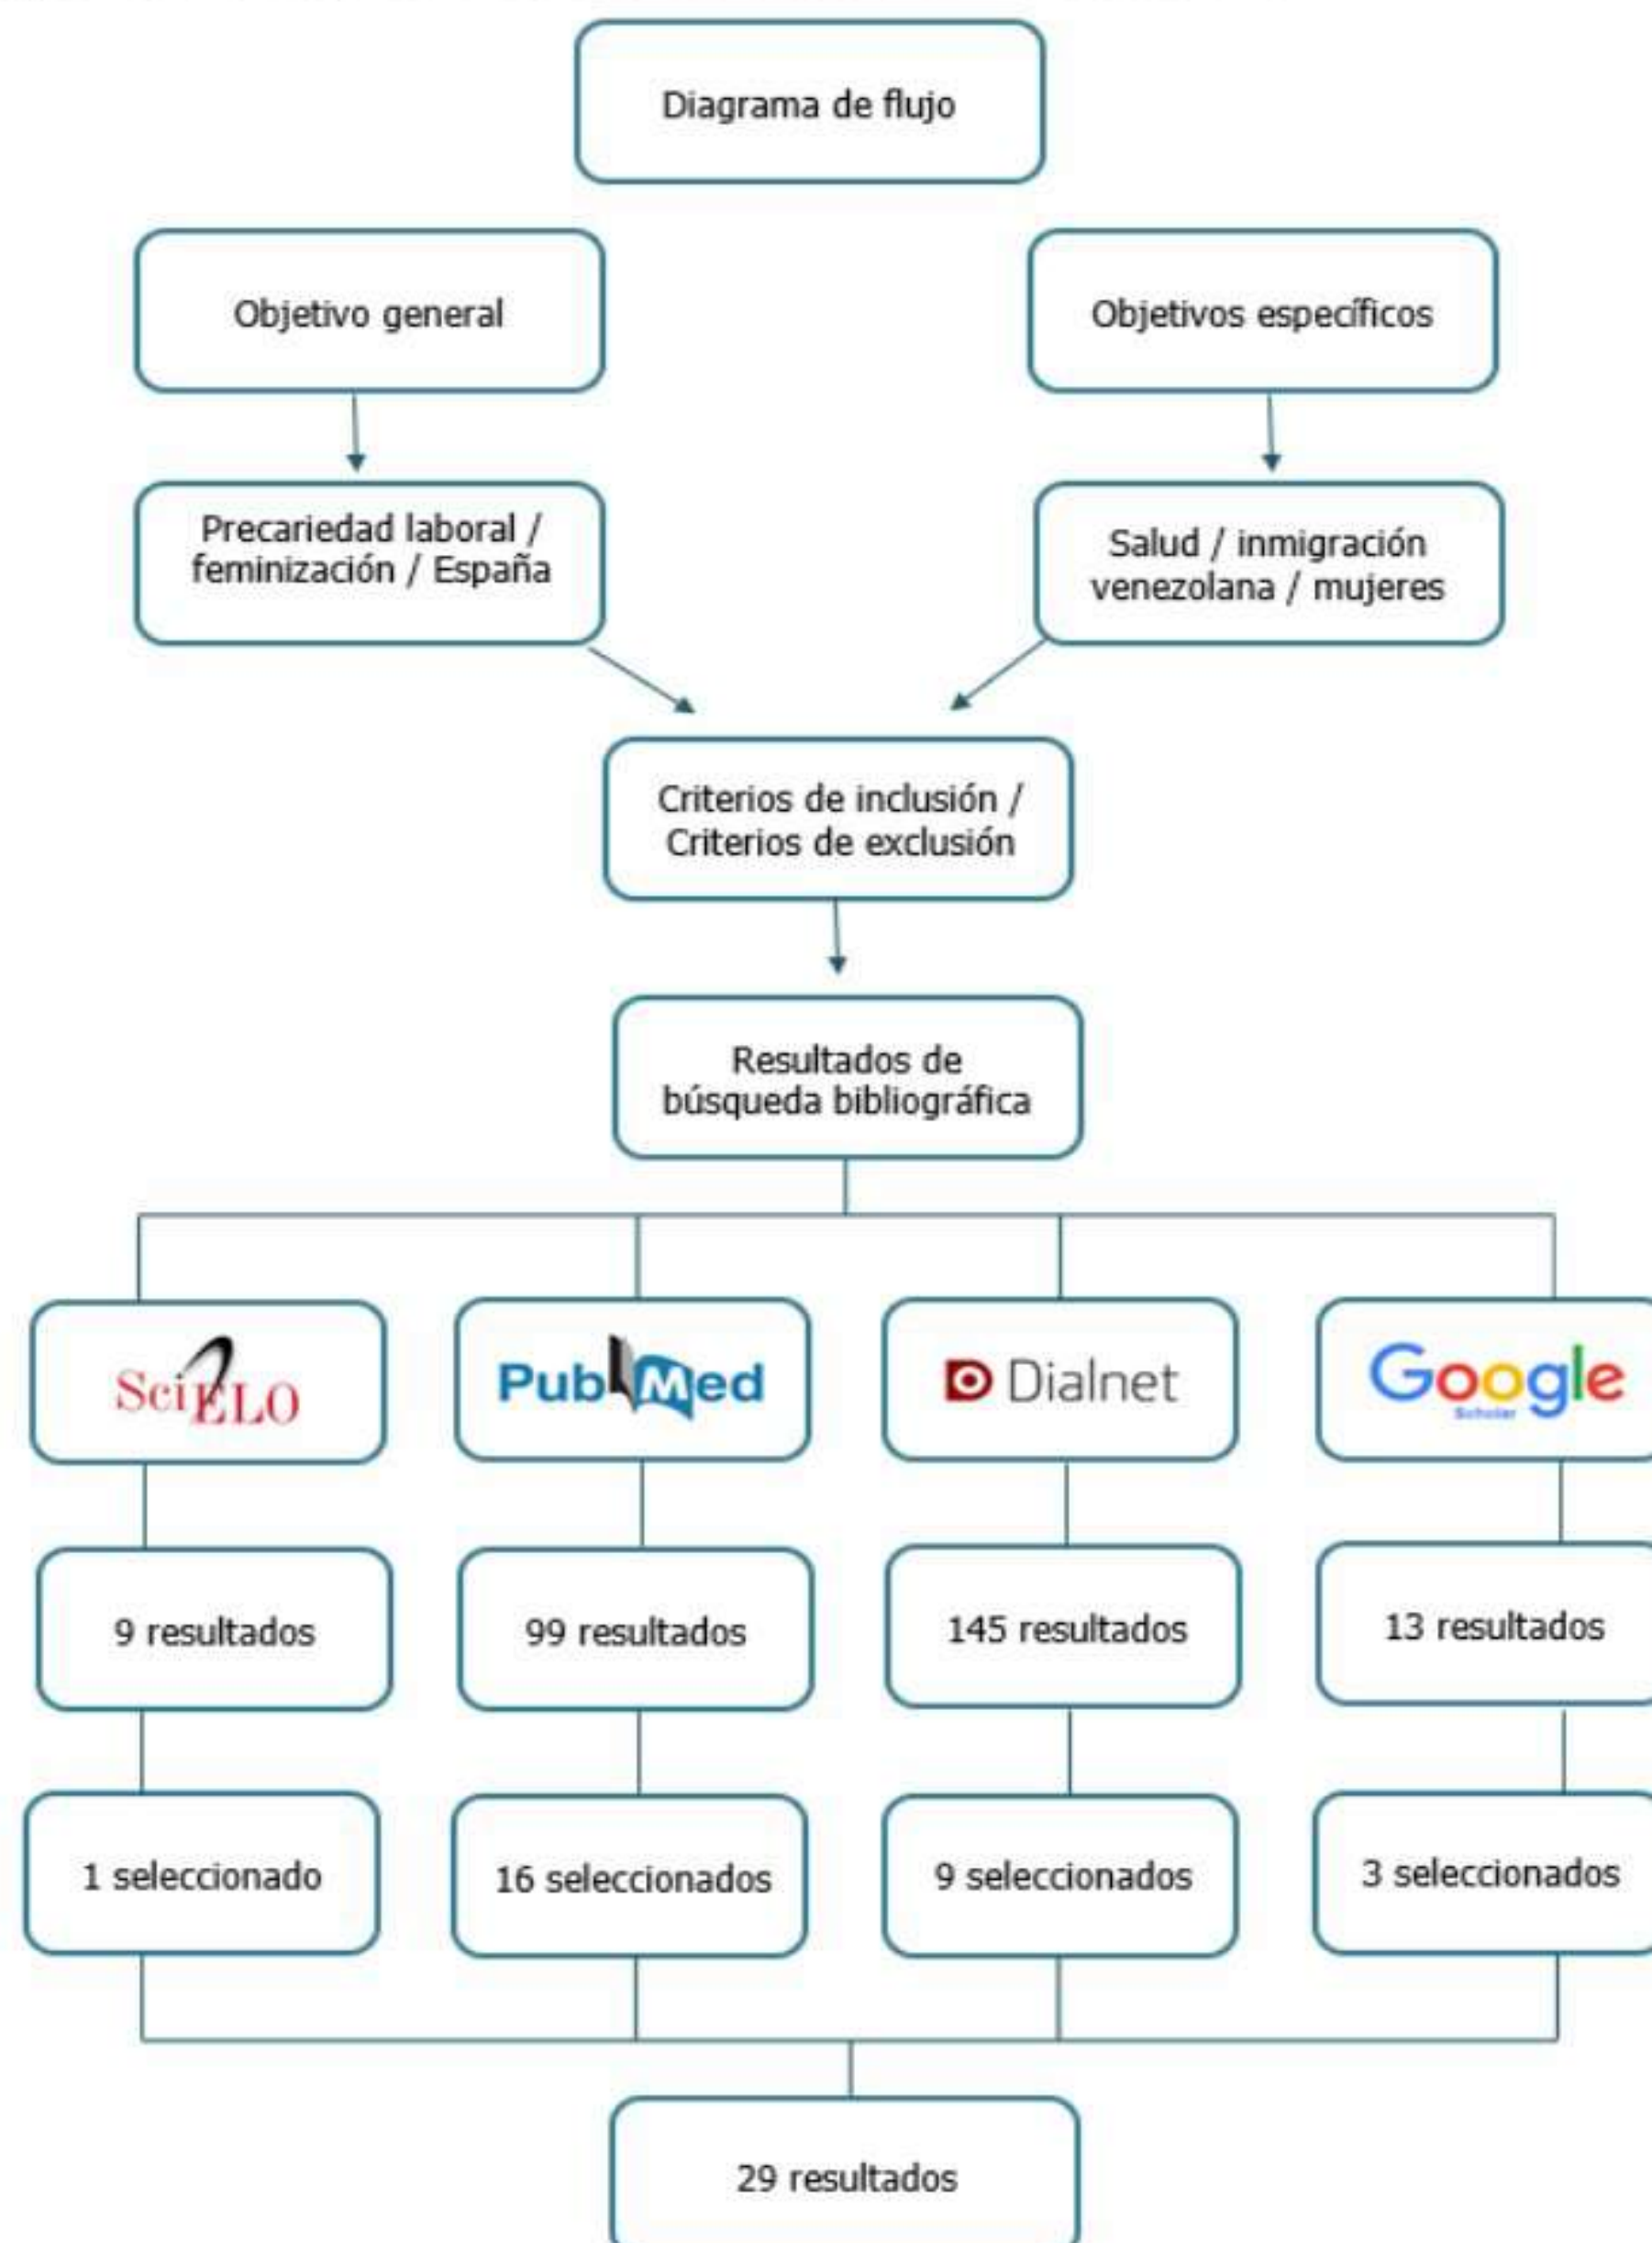 Diagrama de flujo
Objetivo general
Objetivos específicos
Precariedad laboral /
feminización / España
Salud / inmigración
venezolana / mujeres
Criterios de inclusión /
Criterios de exclusión
Resultados de
búsqueda bibliográfica
SciELO
PubMed
Dialnet
Google
Scholar
9 resultados
99 resultados
145 resultados
13 resultados
1 seleccionado
16 seleccionados
9 seleccionados
3 seleccionados
29 resultados